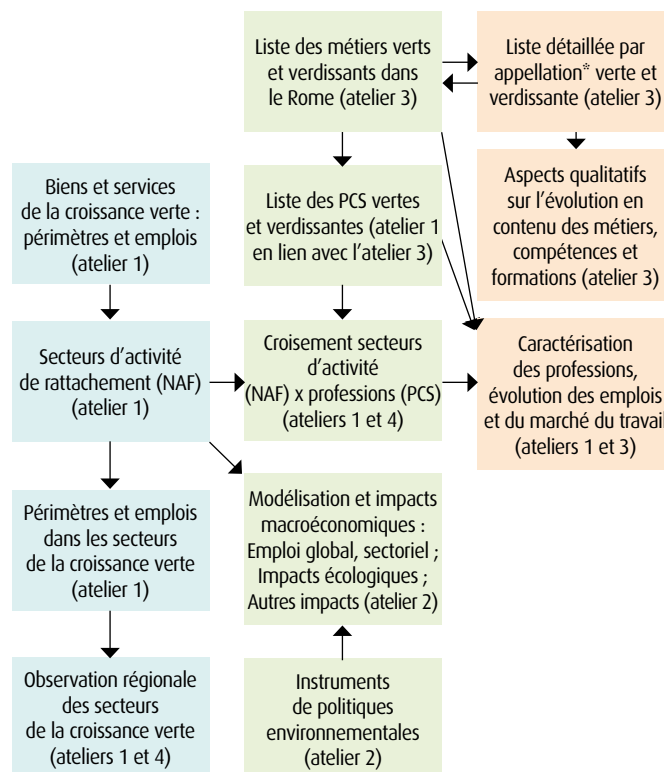 Liste des métiers verts
et verdissants dans
le Rome (atelier 3)
Liste détaillée par
appellation* verte et
verdissante (atelier 3)
Biens et services
de la croissance verte :
périmètres et emplois
(atelier 1)
Liste des PCS vertes
et verdissantes (atelier 1
en lien avec l'atelier 3)
Aspects qualitatifs
sur l'évolution en
contenu des métiers,
compétences et
formations (atelier 3)
Secteurs d'activité
de rattachement (NAF)
(atelier 1)
Croisement secteurs
d'activité
(NAF) x professions (PCS)
(ateliers 1 et 4)
Caractérisation
des professions,
évolution des emplois
et du marché du travail
(ateliers 1 et 3)
Périmètres et emplois
dans les secteurs
de la croissance verte
(atelier 1)
Modélisation et impacts
macroéconomiques :
Emploi global, sectoriel ;
Impacts écologiques ;
Autres impacts (atelier 2)
Observation régionale
des secteurs
de la croissance verte
(ateliers 1 et 4)
Instruments
de politiques
environnementales
(atelier 2)